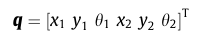 q = [x₁ y₁ θ₁ x₂ y₂ θ₂]ᵀ